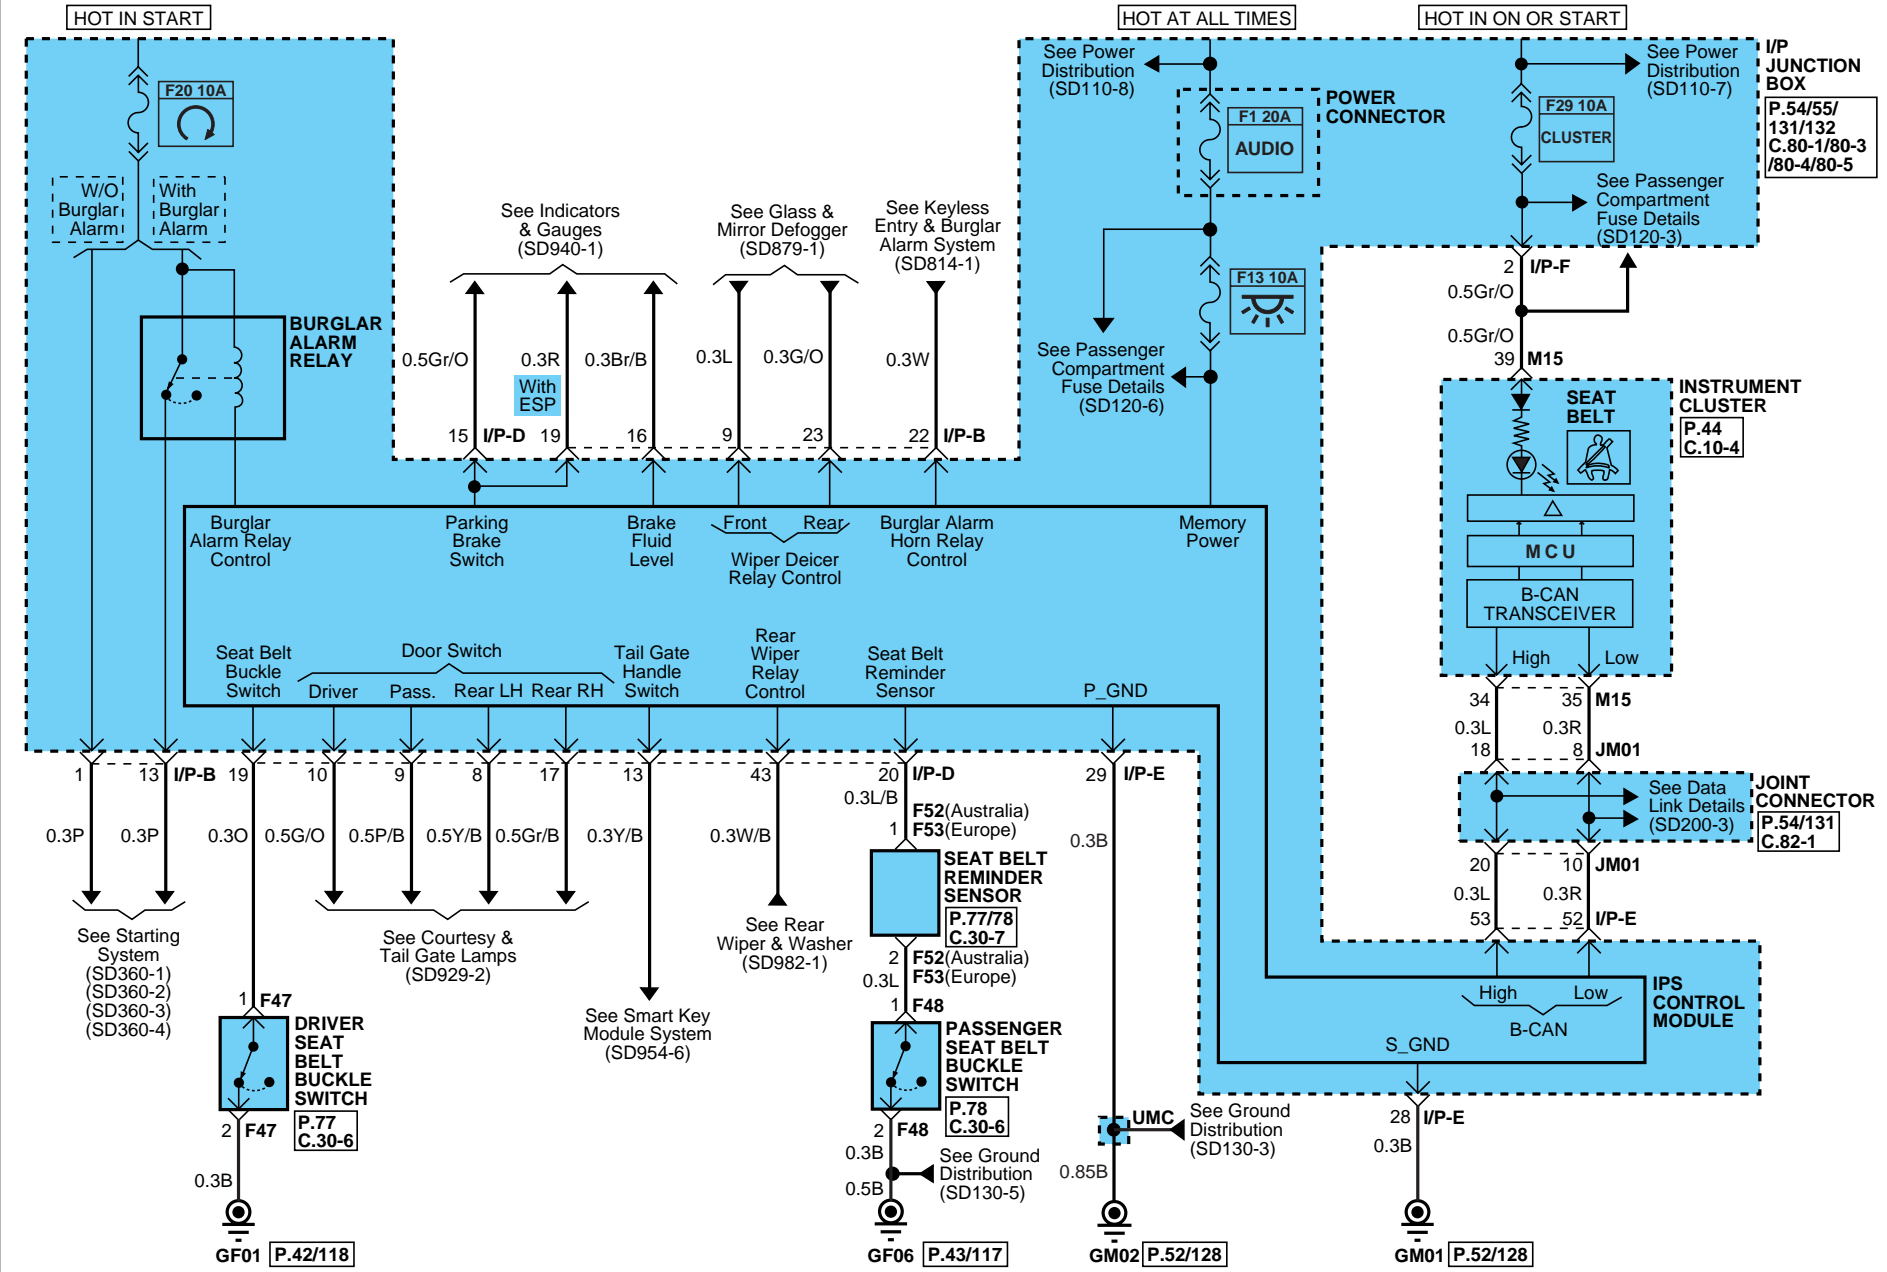 HOT IN START
HOT AT ALL TIMES
HOT IN ON OR START
I/P
JUNCTION
BOX
P.54/55/
131/132
C.80-1/80-3
/80-4/80-5
F20 10A
W/O
Burglar
Alarm
With
Burglar
Alarm
BURGLAR
ALARM
RELAY
See Power
Distribution
(SD110-8)
POWER
CONNECTOR
F1 20A
AUDIO
See Power
Distribution
(SD110-7)
F29 10A
CLUSTER
See Passenger
Compartment
Fuse Details
(SD120-3)
See Indicators
& Gauges
(SD940-1)
See Glass &
Mirror Defogger
(SD879-1)
See Keyless
Entry & Burglar
Alarm System
(SD814-1)
F13 10A
See Passenger
Compartment
Fuse Details
(SD120-6)
0.5Gr/O
0.3R
With
ESP
0.3Br/B
0.3L
0.3G/O
0.3W
15 I/P-D 19 16 9 23 22 I/P-B
2 I/P-F
0.5Gr/O
0.5Gr/O
39 M15
INSTRUMENT
CLUSTER
P.44
C.10-4
SEAT
BELT
MCU
B-CAN
TRANSCEIVER
High Low
34 35 M15
0.3L 0.3R
18 8 JM01
See Data
Link Details
(SD200-3)
JOINT
CONNECTOR
P.54/131
C.82-1
20 10 JM01
0.3L 0.3R
53 52 I/P-E
Burglar
Alarm Relay
Control
Parking
Brake
Switch
Brake
Fluid
Level
Front Rear
Wiper Deicer
Relay Control
Burglar Alarm
Horn Relay
Control
Memory
Power
Seat Belt
Buckle
Switch
Door Switch
Driver Pass. Rear LH Rear RH
Tail Gate
Handle
Switch
Rear
Wiper
Relay
Control
Seat Belt
Reminder
Sensor
P_GND
IPS
CONTROL
MODULE
High Low
B-CAN
S_GND
1 13 I/P-B 19 10 9 8 17 13 43 20 I/P-D 29 I/P-E
0.3P 0.3P 0.3O 0.5G/O 0.5P/B 0.5Y/B 0.5Gr/B 0.3Y/B 0.3W/B
0.3L/B
F52(Australia)
1 F53(Europe)
0.3B
SEAT BELT
REMINDER
SENSOR
P.77/78
C.30-7
2 F52(Australia)
0.3L F53(Europe)
1 F48
See Starting
System
(SD360-1)
(SD360-2)
(SD360-3)
(SD360-4)
See Courtesy &
Tail Gate Lamps
(SD929-2)
See Rear
Wiper & Washer
(SD982-1)
See Smart Key
Module System
(SD954-6)
1 F47
DRIVER
SEAT
BELT
BUCKLE
SWITCH
P.77
C.30-6
2 F47
0.3B
GF01 P.42/118
PASSENGER
SEAT BELT
BUCKLE
SWITCH
P.78
C.30-6
2 F48
0.3B
0.5B
See Ground
Distribution
(SD130-5)
GF06 P.43/117
UMC
See Ground
Distribution
(SD130-3)
0.85B
GM02 P.52/128
28 I/P-E
0.3B
GM01 P.52/128